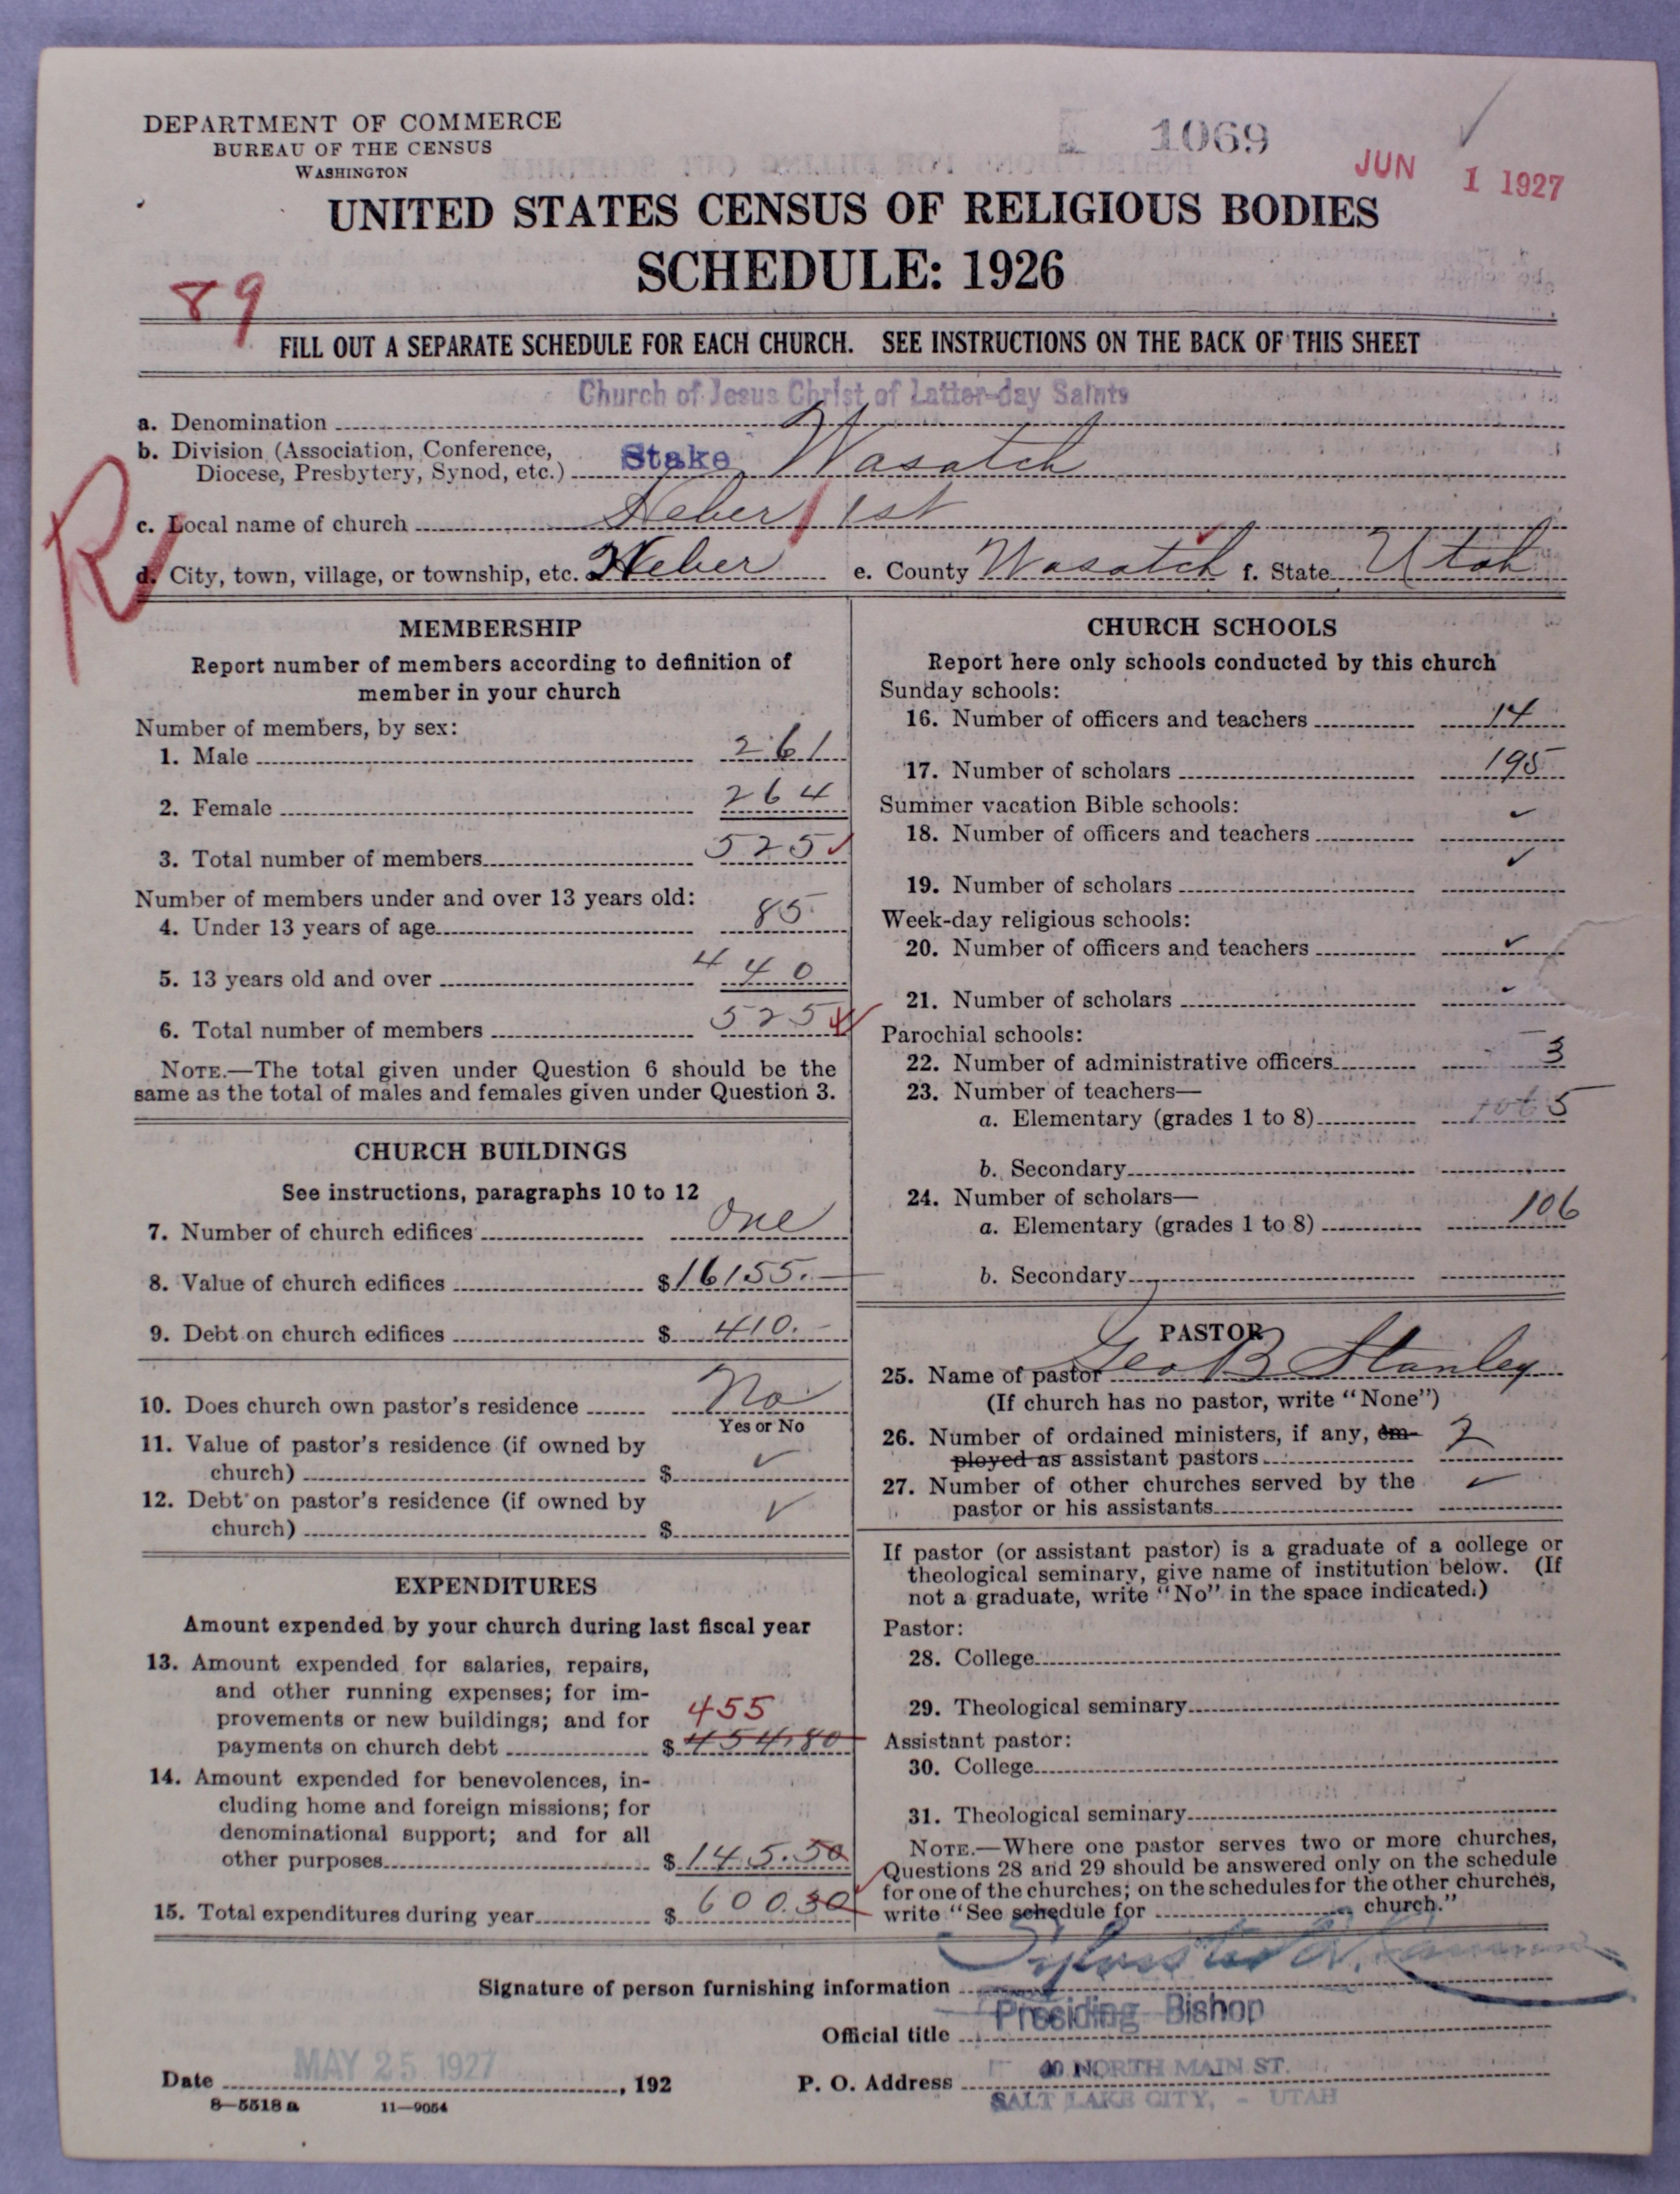 DEPARTMENT OF COMMERCE
BUREAU OF THE CENSUS
WASHINGTON
1069
JUN 1 1927
UNITED STATES CENSUS OF RELIGIOUS BODIES
SCHEDULE: 1926
89
FILL OUT A SEPARATE SCHEDULE FOR EACH CHURCH. SEE INSTRUCTIONS ON THE BACK OF THIS SHEET
Church of Jesus Christ of Latter-day Saints
a. Denomination
b. Division (Association, Conference,
Diocese, Presbytery, Synod, etc.) Stake Wasatch
R
c. Local name of church Heber 1st
d. City, town, village, or township, etc. Heber e. County Wasatch f. State Utah
MEMBERSHIP
Report number of members according to definition of
member in your church
Number of members, by sex:
1. Male 261
2. Female 264
3. Total number of members 525
Number of members under and over 13 years old:
4. Under 13 years of age 85
5. 13 years old and over 440
6. Total number of members 525
NOTE.—The total given under Question 6 should be the
same as the total of males and females given under Question 3.
CHURCH BUILDINGS
See instructions, paragraphs 10 to 12
7. Number of church edifices One
8. Value of church edifices $16155.—
9. Debt on church edifices $410.-
10. Does church own pastor's residence No
Yes or No
11. Value of pastor's residence (if owned by
church) $ ✓
12. Debt on pastor's residence (if owned by
church) $ ✓
EXPENDITURES
Amount expended by your church during last fiscal year
13. Amount expended for salaries, repairs,
and other running expenses; for im-
provements or new buildings; and for 455
payments on church debt $454.80
14. Amount expended for benevolences, in-
cluding home and foreign missions; for
denominational support; and for all
other purposes $145.50
15. Total expenditures during year $600.30
CHURCH SCHOOLS
Report here only schools conducted by this church
Sunday schools:
16. Number of officers and teachers 14
17. Number of scholars 195
Summer vacation Bible schools:
18. Number of officers and teachers ✓
19. Number of scholars ✓
Week-day religious schools:
20. Number of officers and teachers ✓
21. Number of scholars ✓
Parochial schools:
22. Number of administrative officers 3
23. Number of teachers—
a. Elementary (grades 1 to 8) 5
b. Secondary
24. Number of scholars—
a. Elementary (grades 1 to 8) 106
b. Secondary
PASTOR
25. Name of pastor Geo B Stanley
(If church has no pastor, write "None")
26. Number of ordained ministers, if any, em-
ployed as assistant pastors 2
27. Number of other churches served by the
pastor or his assistants ✓
If pastor (or assistant pastor) is a graduate of a college or
theological seminary, give name of institution below. (If
not a graduate, write "No" in the space indicated.)
Pastor:
28. College
29. Theological seminary
Assistant pastor:
30. College
31. Theological seminary
NOTE.—Where one pastor serves two or more churches,
Questions 28 and 29 should be answered only on the schedule
for one of the churches; on the schedules for the other churches,
write "See schedule for church."
Signature of person furnishing information
Official title Presiding Bishop
Date MAY 25 1927, 192
P. O. Address 40 NORTH MAIN ST.
SALT LAKE CITY, - UTAH
8—5518 a 11—9054